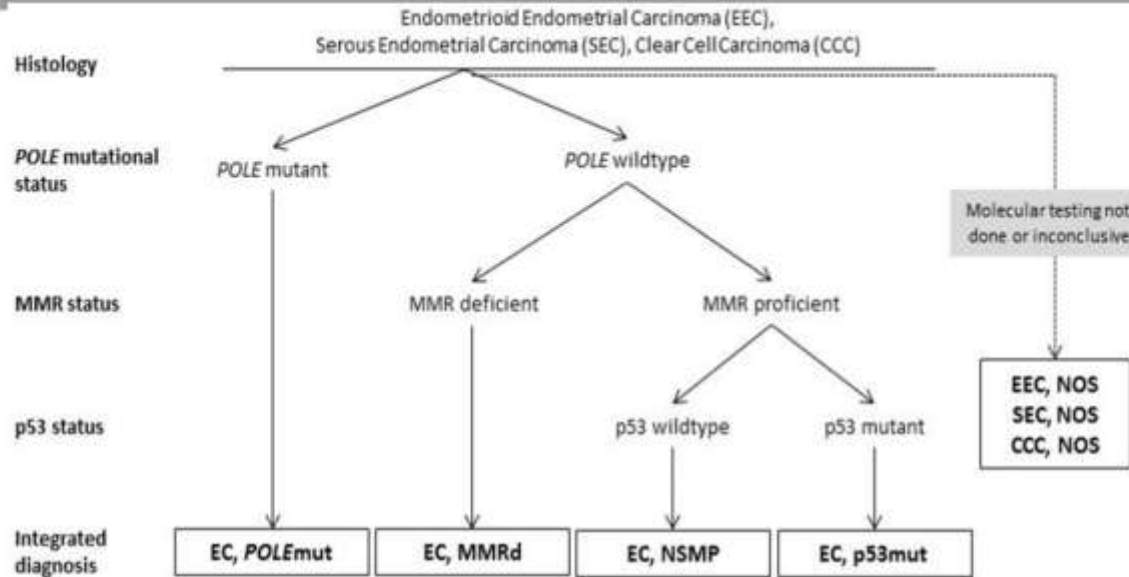 Endometrioid Endometrial Carcinoma (EEC),
Serous Endometrial Carcinoma (SEC), Clear Cell Carcinoma (CCC)
Histology
POLE mutational
status
POLE mutant
POLE wildtype
Molecular testing not
done or inconclusive
MMR status
MMR deficient
MMR proficient
EEC, NOS
SEC, NOS
CCC, NOS
p53 status
p53 wildtype
p53 mutant
Integrated
diagnosis
EC, POLEmut
EC, MMRd
EC, NSMP
EC, p53mut